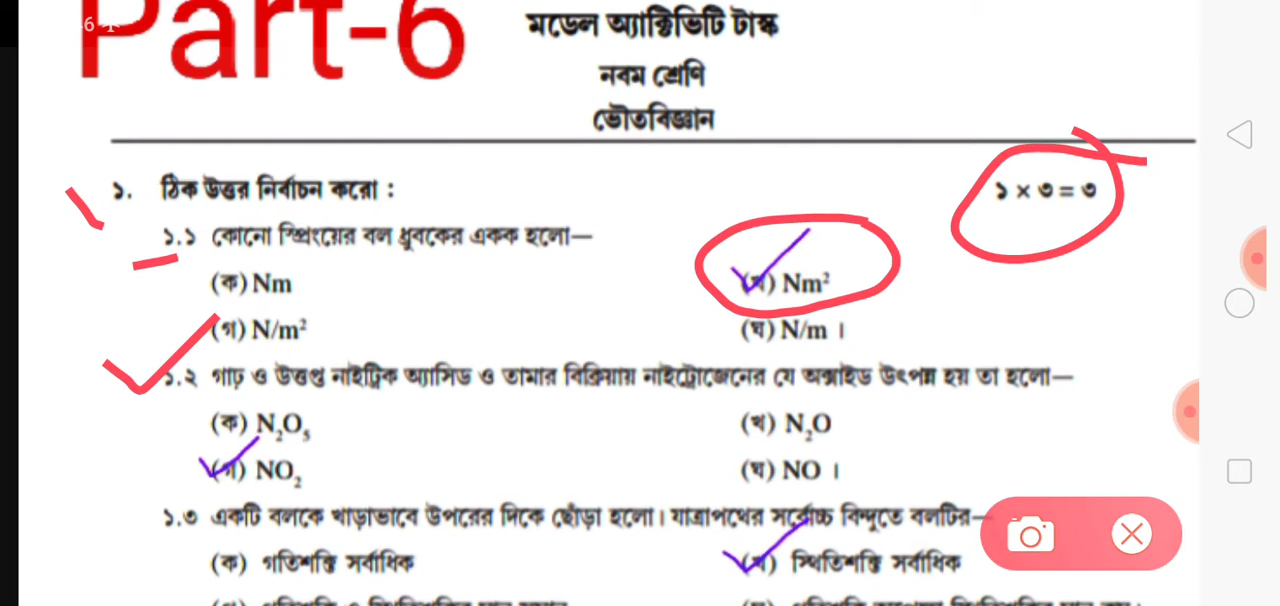 Part-6
মডেল অ্যাক্টিভিটি টাস্ক
নবম শ্রেণি
ভৌতবিজ্ঞান
১. ঠিক উত্তর নির্বাচন করো : ১ × ৩ = ৩
১.১ কোনো স্প্রিংয়ের বল ধ্রুবকের একক হলো—
(ক) Nm (খ) Nm²
(গ) N/m² (ঘ) N/m ।
১.২ গাঢ় ও উত্তপ্ত নাইট্রিক অ্যাসিড ও তামার বিক্রিয়ায় নাইট্রোজেনের যে অক্সাইড উৎপন্ন হয় তা হলো—
(ক) N₂O₅ (খ) N₂O
(গ) NO₂ (ঘ) NO ।
১.৩ একটি বলকে খাড়াভাবে উপরের দিকে ছোঁড়া হলো। যাত্রাপথের সর্বোচ্চ বিন্দুতে বলটির—
(ক) গতিশক্তি সর্বাধিক (খ) স্থিতিশক্তি সর্বাধিক